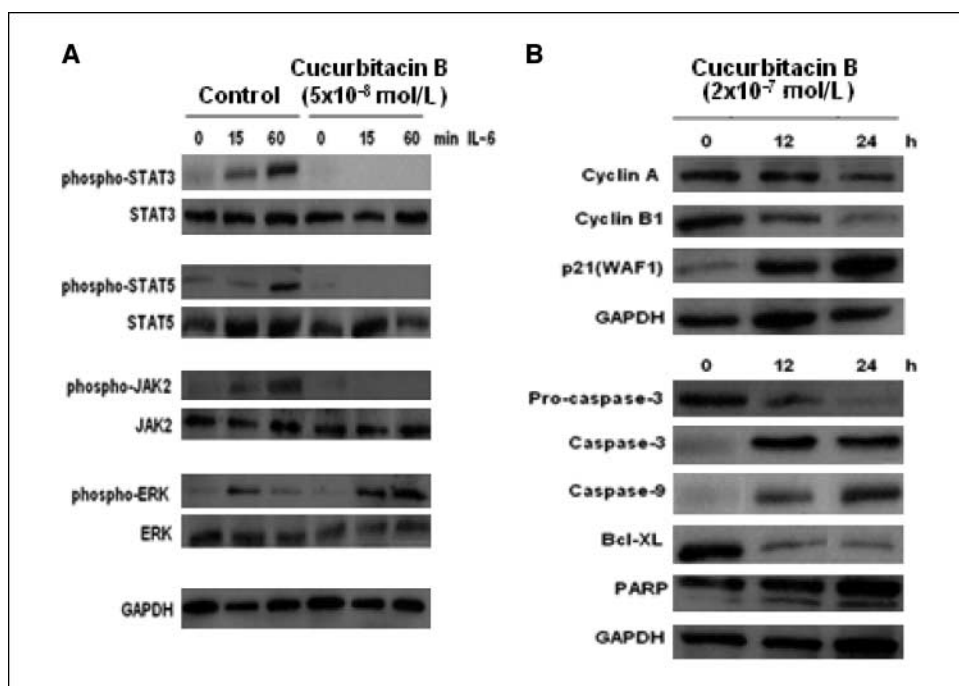 A
Control
Cucurbitacin B
(5x10⁻⁸ mol/L)
0 15 60 0 15 60 min IL-6
phospho-STAT3
STAT3
phospho-STAT5
STAT5
phospho-JAK2
JAK2
phospho-ERK
ERK
GAPDH
B
Cucurbitacin B
(2x10⁻⁷ mol/L)
0 12 24 h
Cyclin A
Cyclin B1
p21(WAF1)
GAPDH
0 12 24 h
Pro-caspase-3
Caspase-3
Caspase-9
Bcl-XL
PARP
GAPDH